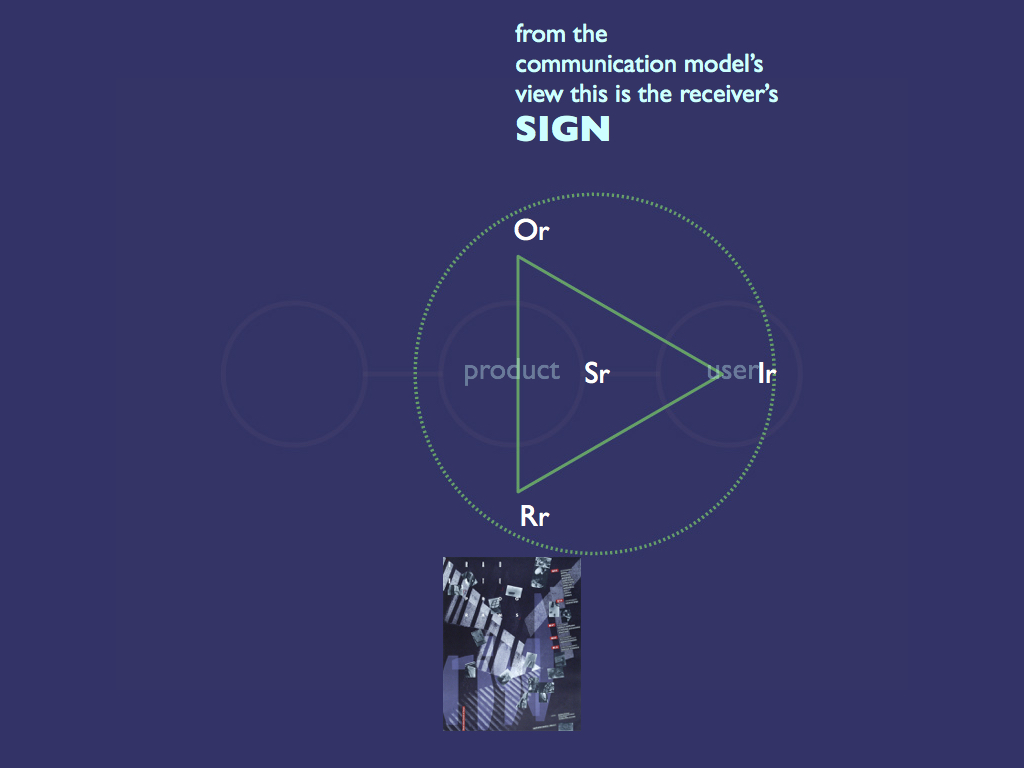 from the
communication model's
view this is the receiver's
SIGN
Or
product
Sr
user
Ir
Rr